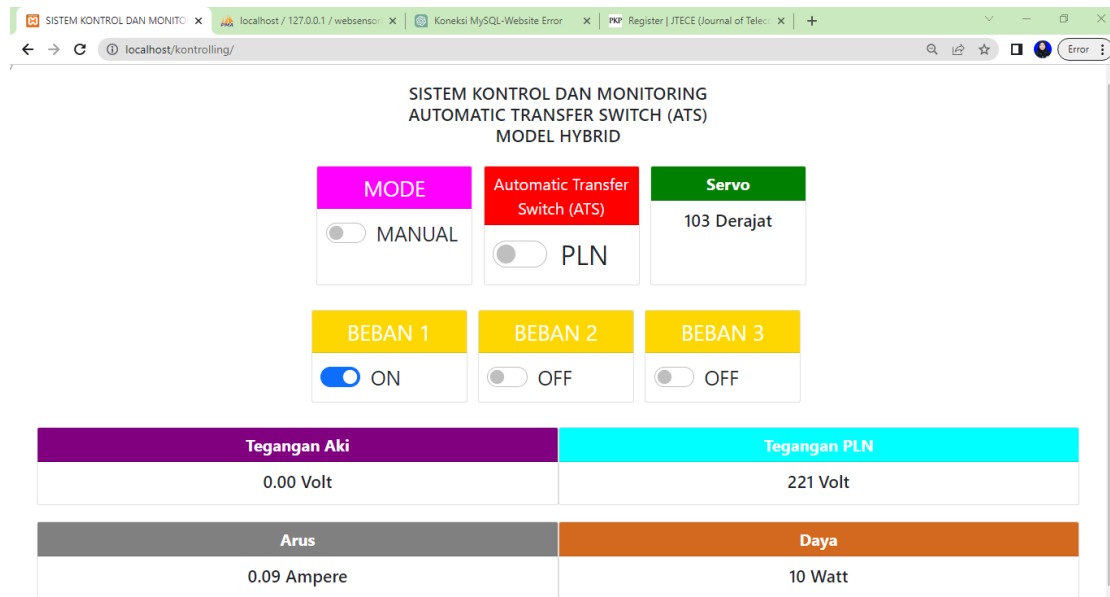 SISTEM KONTROL DAN MONITO
localhost / 127.0.0.1 / websensor
Koneksi MySQL-Website Error
PKP Register | JTECE (Journal of Telec
localhost/kontrolling/
Error
SISTEM KONTROL DAN MONITORING
AUTOMATIC TRANSFER SWITCH (ATS)
MODEL HYBRID
MODE
MANUAL
Automatic Transfer
Switch (ATS)
PLN
Servo
103 Derajat
BEBAN 1
BEBAN 2
BEBAN 3
ON
OFF
OFF
Tegangan Aki
Tegangan PLN
0.00 Volt
221 Volt
Arus
Daya
0.09 Ampere
10 Watt